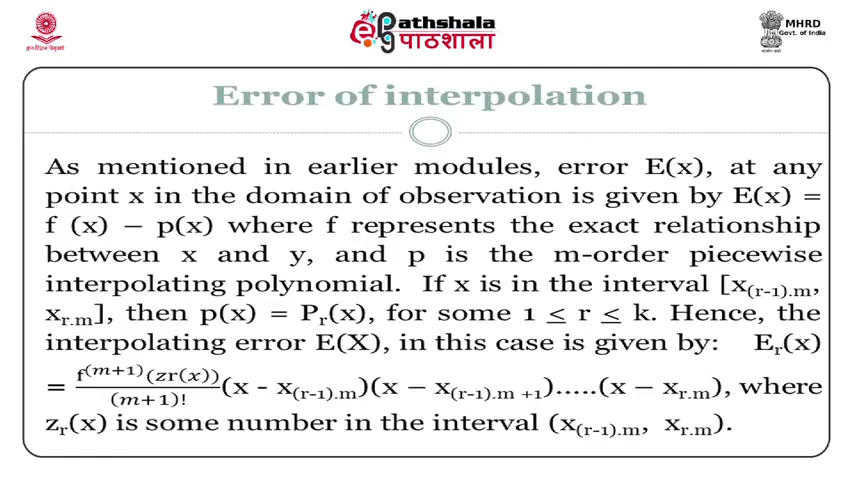 Pathshala
पाठशाला
MHRD
Govt. of India
Error of interpolation
As mentioned in earlier modules, error E(x), at any
point x in the domain of observation is given by E(x) =
f (x) – p(x) where f represents the exact relationship
between x and y, and p is the m-order piecewise
interpolating polynomial. If x is in the interval [x(r-1).m,
xr.m], then p(x) = Pr(x), for some 1 ≤ r ≤ k. Hence, the
interpolating error E(X), in this case is given by: Er(x)
= f^(m+1)(zr(x))/(m+1)! (x - x(r-1).m)(x – x(r-1).m +1).....(x – xr.m), where
zr(x) is some number in the interval (x(r-1).m, xr.m).